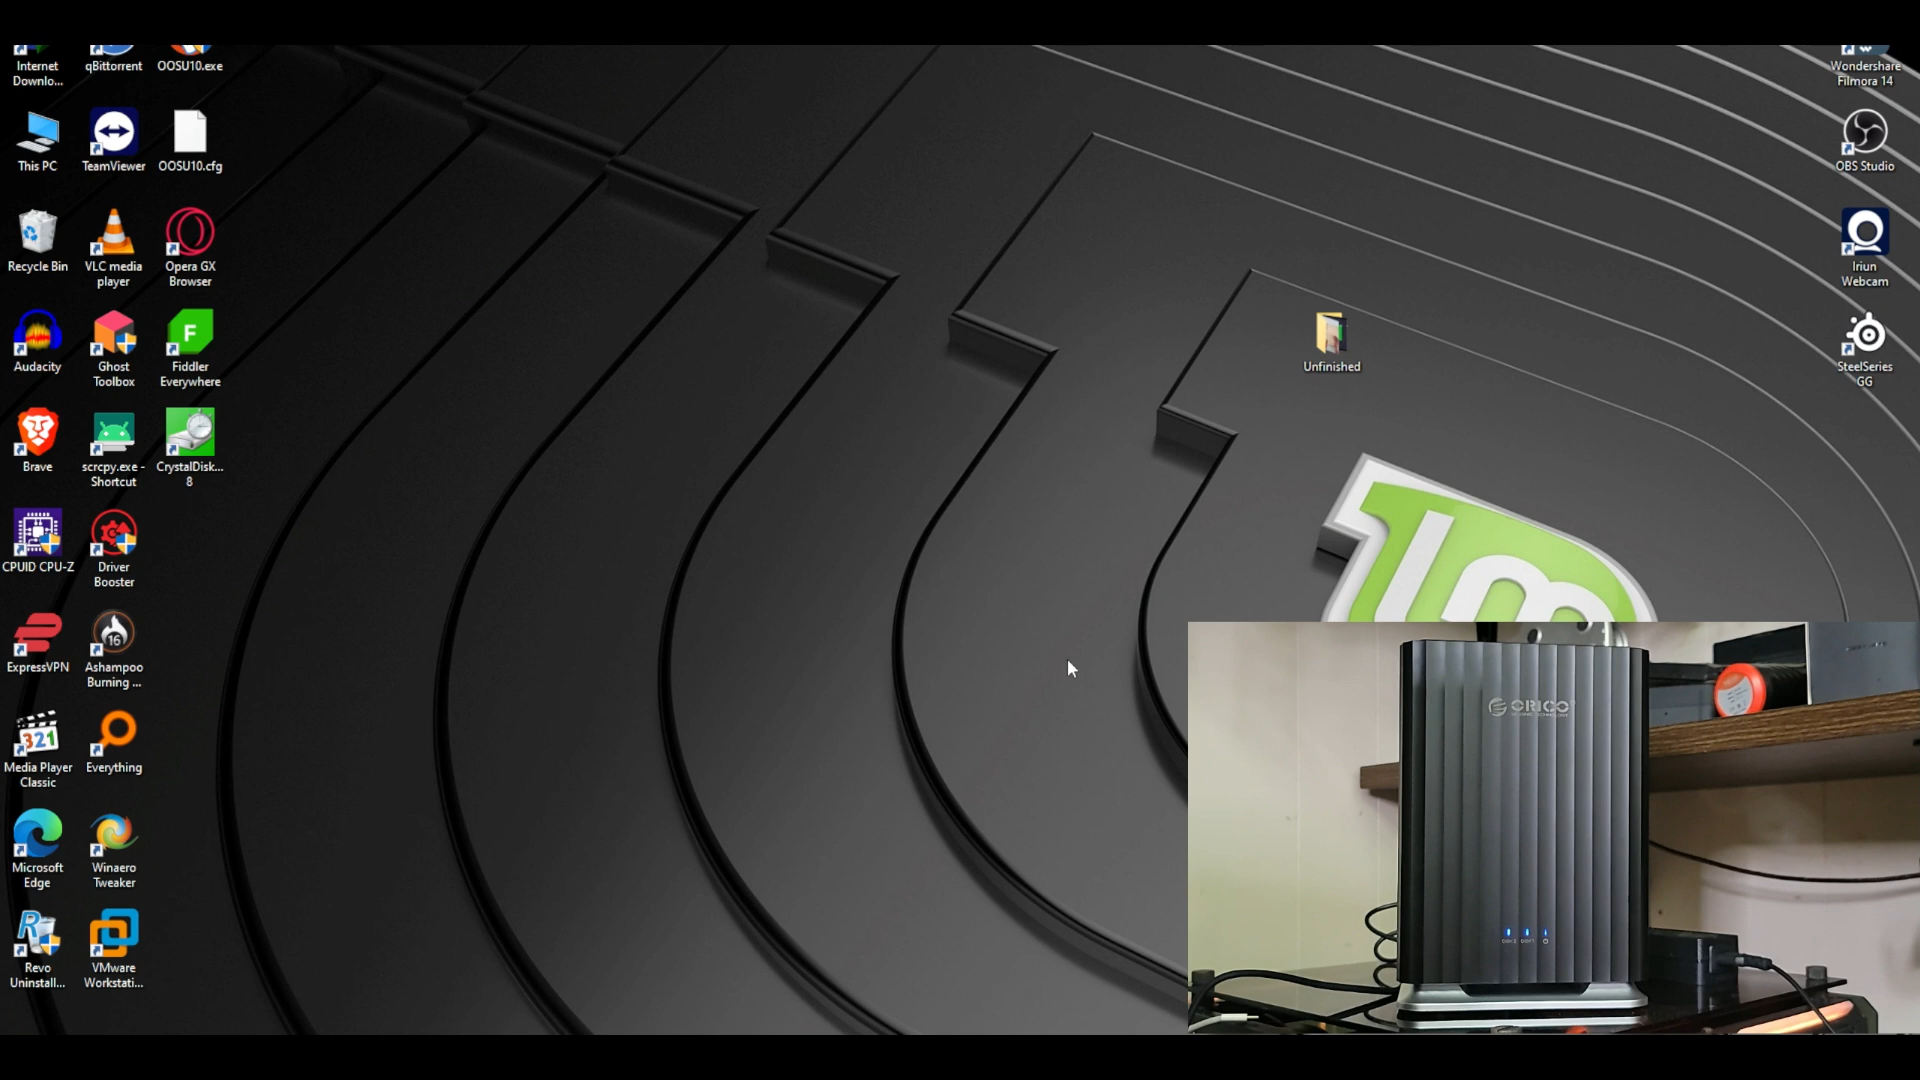 Internet
Downlo...
qBittorrent
OOSU10.exe
Wondershare
Filmora 14
This PC
TeamViewer
OOSU10.cfg
OBS Studio
Recycle Bin
VLC media
player
Opera GX
Browser
Iriun
Webcam
Audacity
Ghost
Toolbox
F
Fiddler
Everywhere
Unfinished
SteelSeries
GG
Brave
scrcpy.exe -
Shortcut
CrystalDisk...
8
CPUID CPU-Z
Driver
Booster
ExpressVPN
16
Ashampoo
Burning ...
321
Media Player
Classic
Everything
Microsoft
Edge
Winaero
Tweaker
R
Revo
Uninstall...
VMware
Workstati...
lm
ORICO